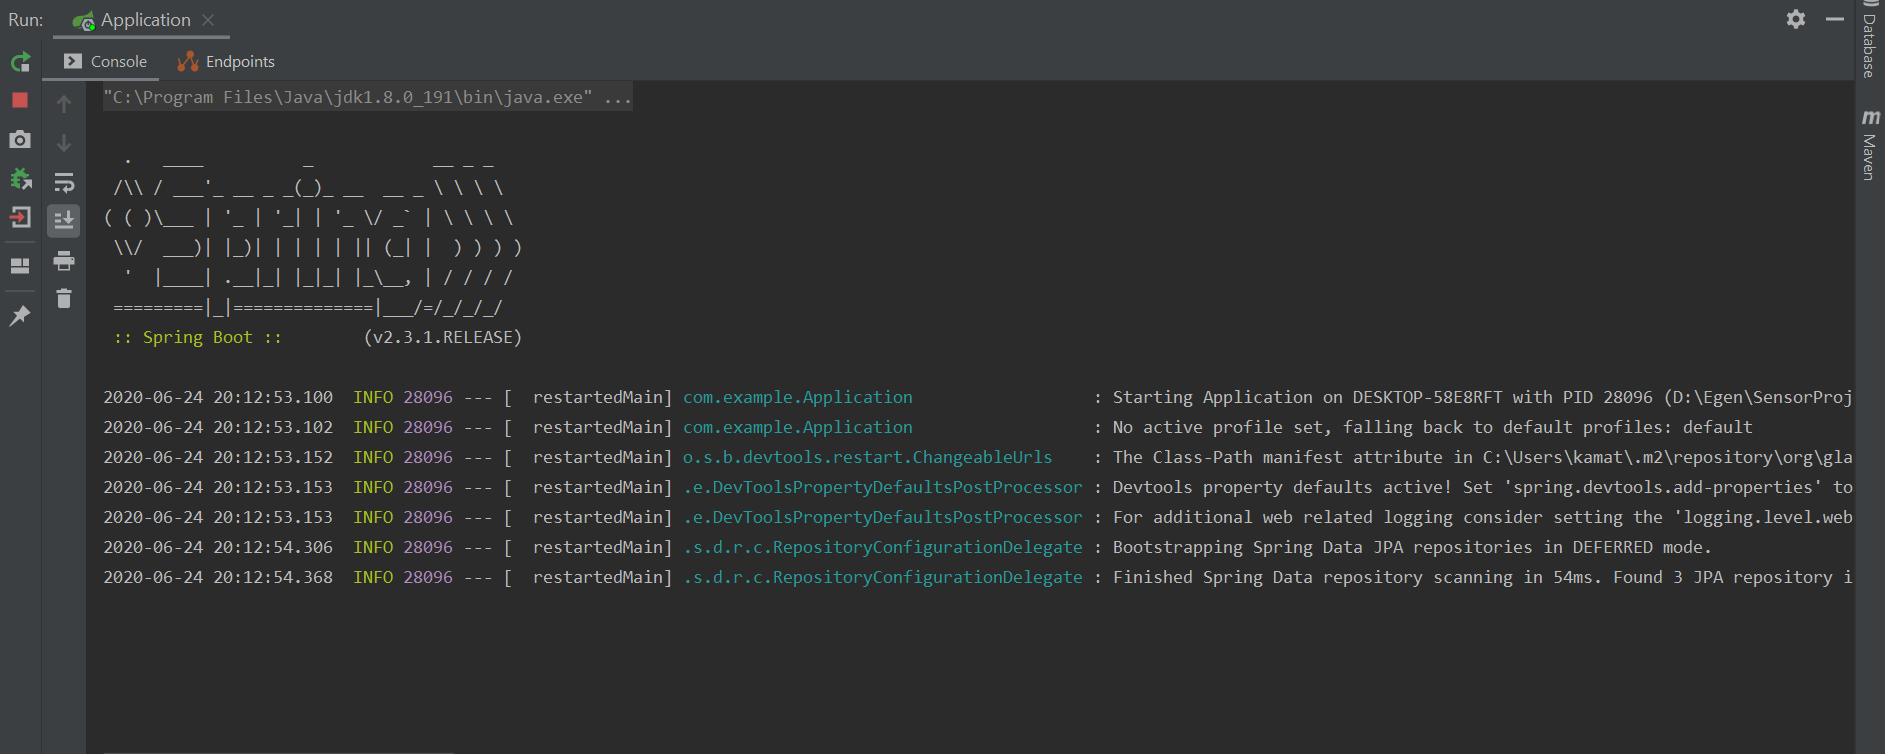 Run: Application
Console Endpoints
"C:\Program Files\Java\jdk1.8.0_191\bin\java.exe" ...
  .   ____          _            __ _ _
 /\\ / ___'_ __ _ _(_)_ __  __ _ \ \ \ \
( ( )\___ | '_ | '_| | '_ \/ _` | \ \ \ \
 \\/  ___)| |_)| | | | | || (_| |  ) ) ) )
  '  |____| .__|_| |_|_| |_\__, | / / / /
 =========|_|==============|___/=/_/_/_/
 :: Spring Boot ::        (v2.3.1.RELEASE)
2020-06-24 20:12:53.100  INFO 28096 --- [  restartedMain] com.example.Application                  : Starting Application on DESKTOP-58E8RFT with PID 28096 (D:\Egen\SensorProj
2020-06-24 20:12:53.102  INFO 28096 --- [  restartedMain] com.example.Application                  : No active profile set, falling back to default profiles: default
2020-06-24 20:12:53.152  INFO 28096 --- [  restartedMain] o.s.b.devtools.restart.ChangeableUrls    : The Class-Path manifest attribute in C:\Users\kamat\.m2\repository\org\gla
2020-06-24 20:12:53.153  INFO 28096 --- [  restartedMain] .e.DevToolsPropertyDefaultsPostProcessor : Devtools property defaults active! Set 'spring.devtools.add-properties' to
2020-06-24 20:12:53.153  INFO 28096 --- [  restartedMain] .e.DevToolsPropertyDefaultsPostProcessor : For additional web related logging consider setting the 'logging.level.web
2020-06-24 20:12:54.306  INFO 28096 --- [  restartedMain] .s.d.r.c.RepositoryConfigurationDelegate : Bootstrapping Spring Data JPA repositories in DEFERRED mode.
2020-06-24 20:12:54.368  INFO 28096 --- [  restartedMain] .s.d.r.c.RepositoryConfigurationDelegate : Finished Spring Data repository scanning in 54ms. Found 3 JPA repository i
Database
m Maven